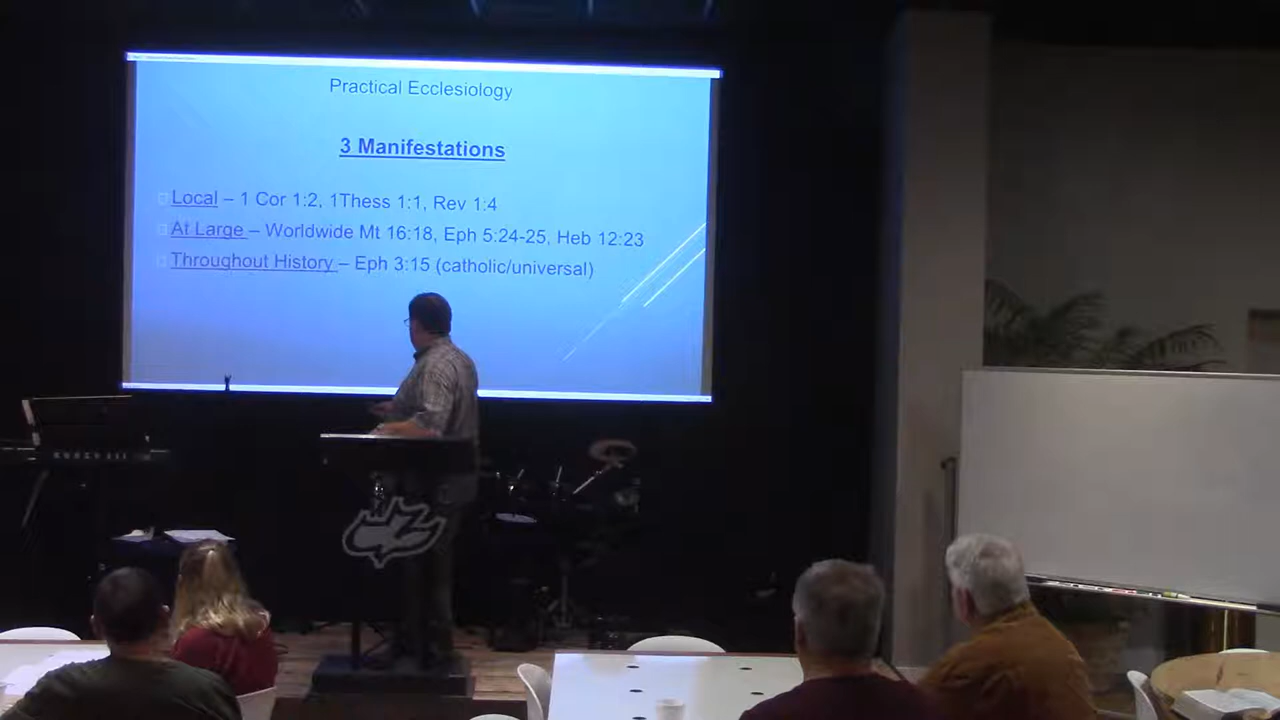 Practical Ecclesiology
3 Manifestations
Local – 1 Cor 1:2, 1Thess 1:1, Rev 1:4
At Large – Worldwide Mt 16:18, Eph 5:24-25, Heb 12:23
Throughout History – Eph 3:15 (catholic/universal)